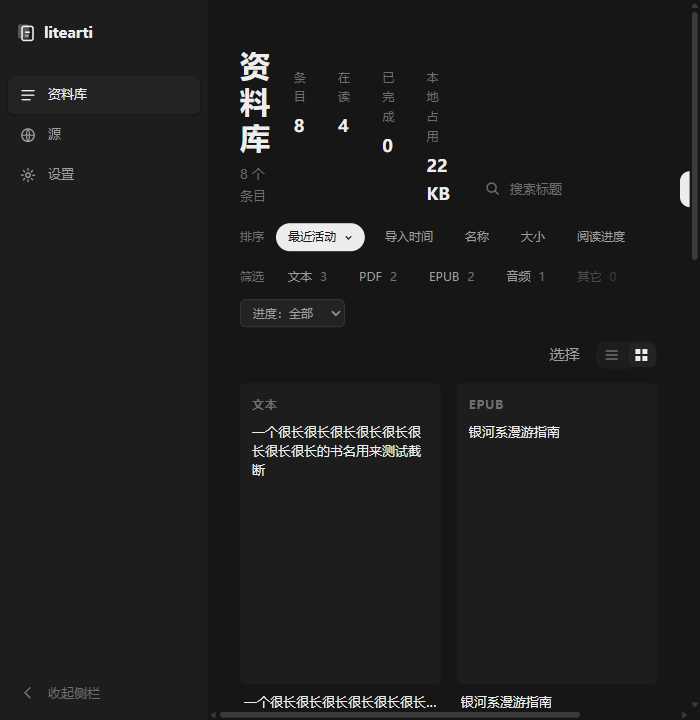 litearti
资料库
源
设置
收起侧栏
资
料
库
8 个
条目
条
目
8
在
读
4
已
完
成
0
本
地
占
用
22
KB
搜索标题
排序 最近活动 导入时间 名称 大小 阅读进度
筛选 文本 3 PDF 2 EPUB 2 音频 1 其它 0
进度：全部
选择
文本
一个很长很长很长很长很长很
长很长很长的书名用来测试截
断
一个很长很长很长很长很长很长...
EPUB
银河系漫游指南
银河系漫游指南